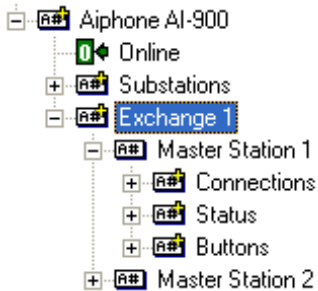 Aiphone AI-900
Online
Substations
Exchange 1
Master Station 1
Connections
Status
Buttons
Master Station 2